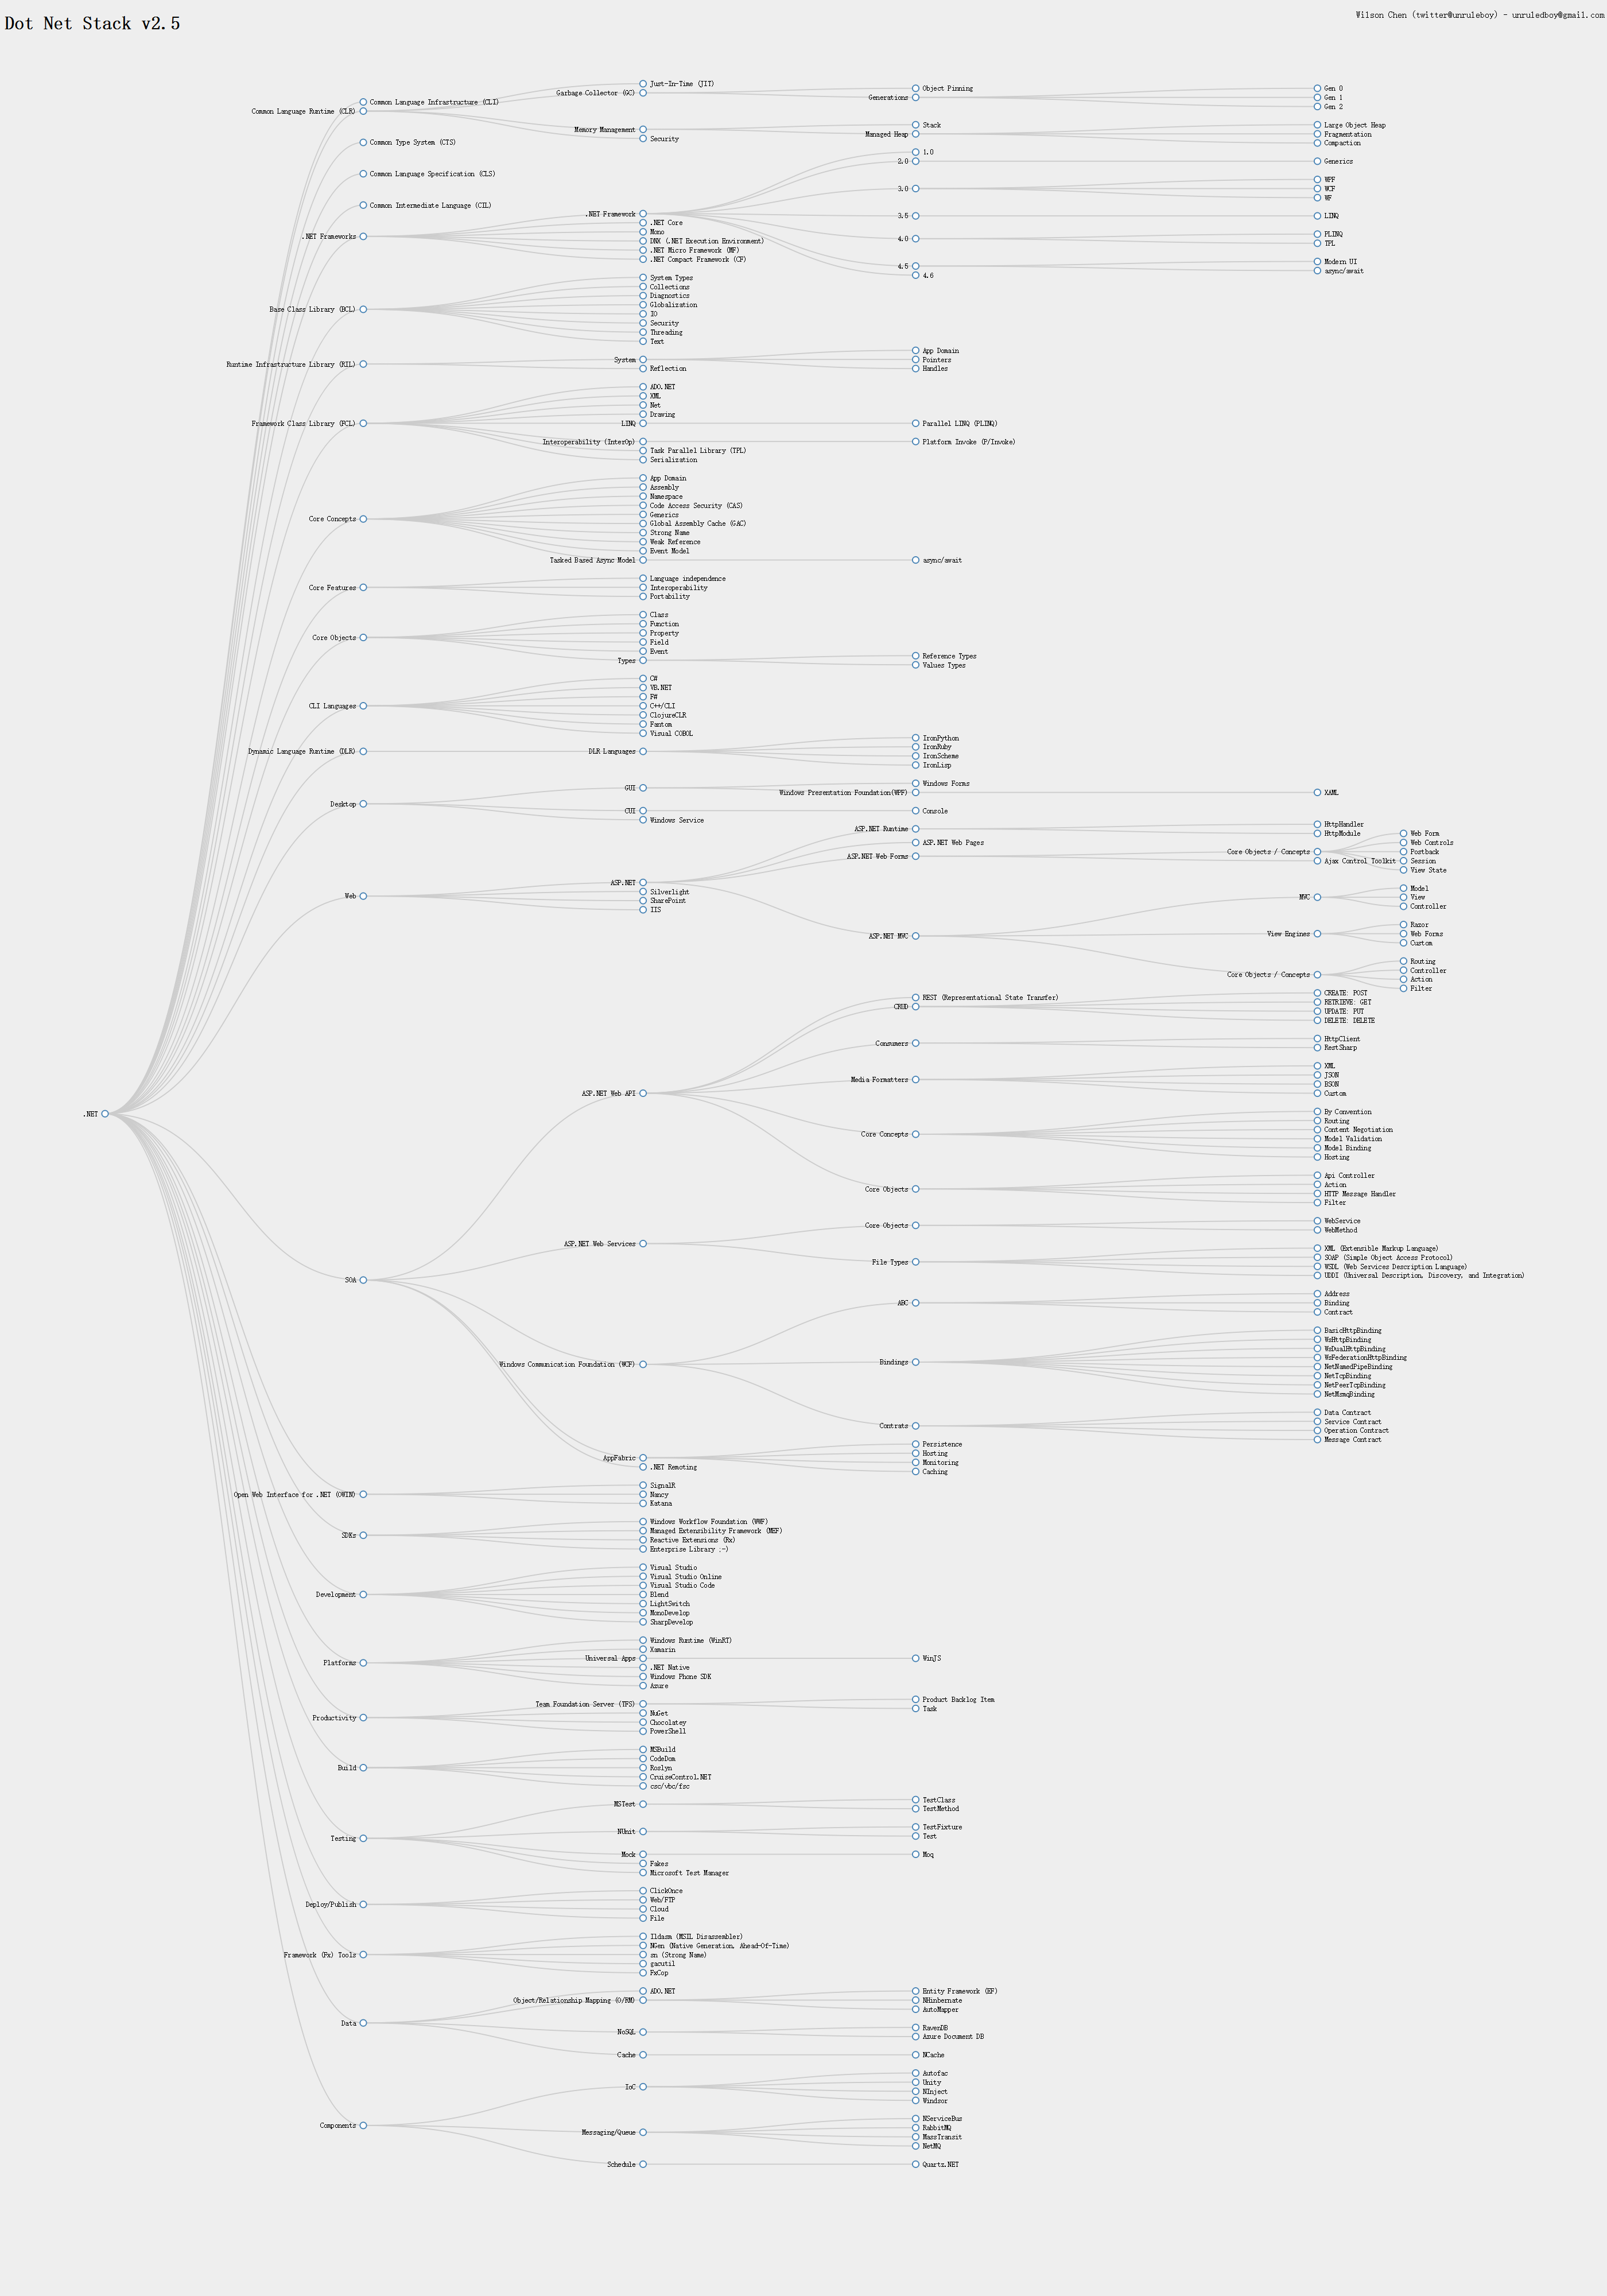 Dot Net Stack v2.5
Wilson Chen (twitter@unruleboy) - unruledboy@gmail.com
.NET
Common Language Infrastructure (CLI)
Common Language Runtime (CLR)
Just-In-Time (JIT)
Garbage Collector (GC)
Object Pinning
Generations
Gen 0
Gen 1
Gen 2
Memory Management
Stack
Managed Heap
Large Object Heap
Fragmentation
Compaction
Security
Common Type System (CTS)
Common Language Specification (CLS)
Common Intermediate Language (CIL)
.NET Frameworks
.NET Framework
1.0
2.0
Generics
3.0
WPF
WCF
WF
3.5
LINQ
4.0
PLINQ
TPL
4.5
Modern UI
async/await
4.6
.NET Core
Mono
DNX (.NET Execution Environment)
.NET Micro Framework (MF)
.NET Compact Framework (CF)
Base Class Library (BCL)
System Types
Collections
Diagnostics
Globalization
IO
Security
Threading
Text
Runtime Infrastructure Library (RIL)
System
App Domain
Pointers
Handles
Reflection
Framework Class Library (FCL)
ADO.NET
XML
Net
Drawing
LINQ
Parallel LINQ (PLINQ)
Interoperability (InterOp)
Platform Invoke (P/Invoke)
Task Parallel Library (TPL)
Serialization
Core Concepts
App Domain
Assembly
Namespace
Code Access Security (CAS)
Generics
Global Assembly Cache (GAC)
Strong Name
Weak Reference
Event Model
Tasked Based Async Model
async/await
Core Features
Language independence
Interoperability
Portability
Core Objects
Class
Function
Property
Field
Event
Types
Reference Types
Values Types
CLI Languages
C#
VB.NET
F#
C++/CLI
ClojureCLR
Fantom
Visual COBOL
Dynamic Language Runtime (DLR)
DLR Languages
IronPython
IronRuby
IronScheme
IronLisp
Desktop
GUI
Windows Forms
Windows Presentation Foundation(WPF)
XAML
CUI
Console
Windows Service
Web
ASP.NET
ASP.NET Runtime
HttpHandler
HttpModule
ASP.NET Web Pages
ASP.NET Web Forms
Core Objects / Concepts
Web Form
Web Controls
Postback
Session
View State
Ajax Control Toolkit
ASP.NET MVC
MVC
Model
View
Controller
View Engines
Razor
Web Forms
Custom
Core Objects / Concepts
Routing
Controller
Action
Filter
Silverlight
SharePoint
IIS
SOA
ASP.NET Web API
REST (Representational State Transfer)
CRUD
CREATE: POST
RETRIEVE: GET
UPDATE: PUT
DELETE: DELETE
Consumers
HttpClient
RestSharp
Media Formatters
XML
JSON
BSON
Custom
Core Concepts
By Convention
Routing
Content Negotiation
Model Validation
Model Binding
Hosting
Core Objects
Api Controller
Action
HTTP Message Handler
Filter
ASP.NET Web Services
Core Objects
WebService
WebMethod
File Types
XML (Extensible Markup Language)
SOAP (Simple Object Access Protocol)
WSDL (Web Services Description Language)
UDDI (Universal Description, Discovery, and Integration)
Windows Communication Foundation (WCF)
ABC
Address
Binding
Contract
Bindings
BasicHttpBinding
WsHttpBinding
WsDualHttpBinding
WsFederationHttpBinding
NetNamedPipeBinding
NetTcpBinding
NetPeerTcpBinding
NetMsmqBinding
Contrats
Data Contract
Service Contract
Operation Contract
Message Contract
AppFabric
Persistence
Hosting
Monitoring
Caching
.NET Remoting
Open Web Interface for .NET (OWIN)
SignalR
Nancy
Katana
SDKs
Windows Workflow Foundation (WWF)
Managed Extensibility Framework (MEF)
Reactive Extensions (Rx)
Enterprise Library :-)
Development
Visual Studio
Visual Studio Online
Visual Studio Code
Blend
LightSwitch
MonoDevelop
SharpDevelop
Platforms
Windows Runtime (WinRT)
Xamarin
Universal Apps
WinJS
.NET Native
Windows Phone SDK
Azure
Productivity
Team Foundation Server (TFS)
Product Backlog Item
Task
NuGet
Chocolatey
PowerShell
Build
MSBuild
CodeDom
Roslyn
CruiseControl.NET
csc/vbc/fsc
Testing
MSTest
TestClass
TestMethod
NUnit
TestFixture
Test
Mock
Moq
Fakes
Microsoft Test Manager
Deploy/Publish
ClickOnce
Web/FTP
Cloud
File
Framework (Fx) Tools
Ildasm (MSIL Disassembler)
NGen (Native Generation, Ahead-Of-Time)
sn (Strong Name)
gacutil
FxCop
Data
ADO.NET
Object/Relationship Mapping (O/RM)
Entity Framework (EF)
NHinbernate
AutoMapper
NoSQL
RavenDB
Azure Document DB
Cache
NCache
Components
IoC
Autofac
Unity
NInject
Windsor
Messaging/Queue
NServiceBus
RabbitMQ
MassTransit
NetMQ
Schedule
Quartz.NET